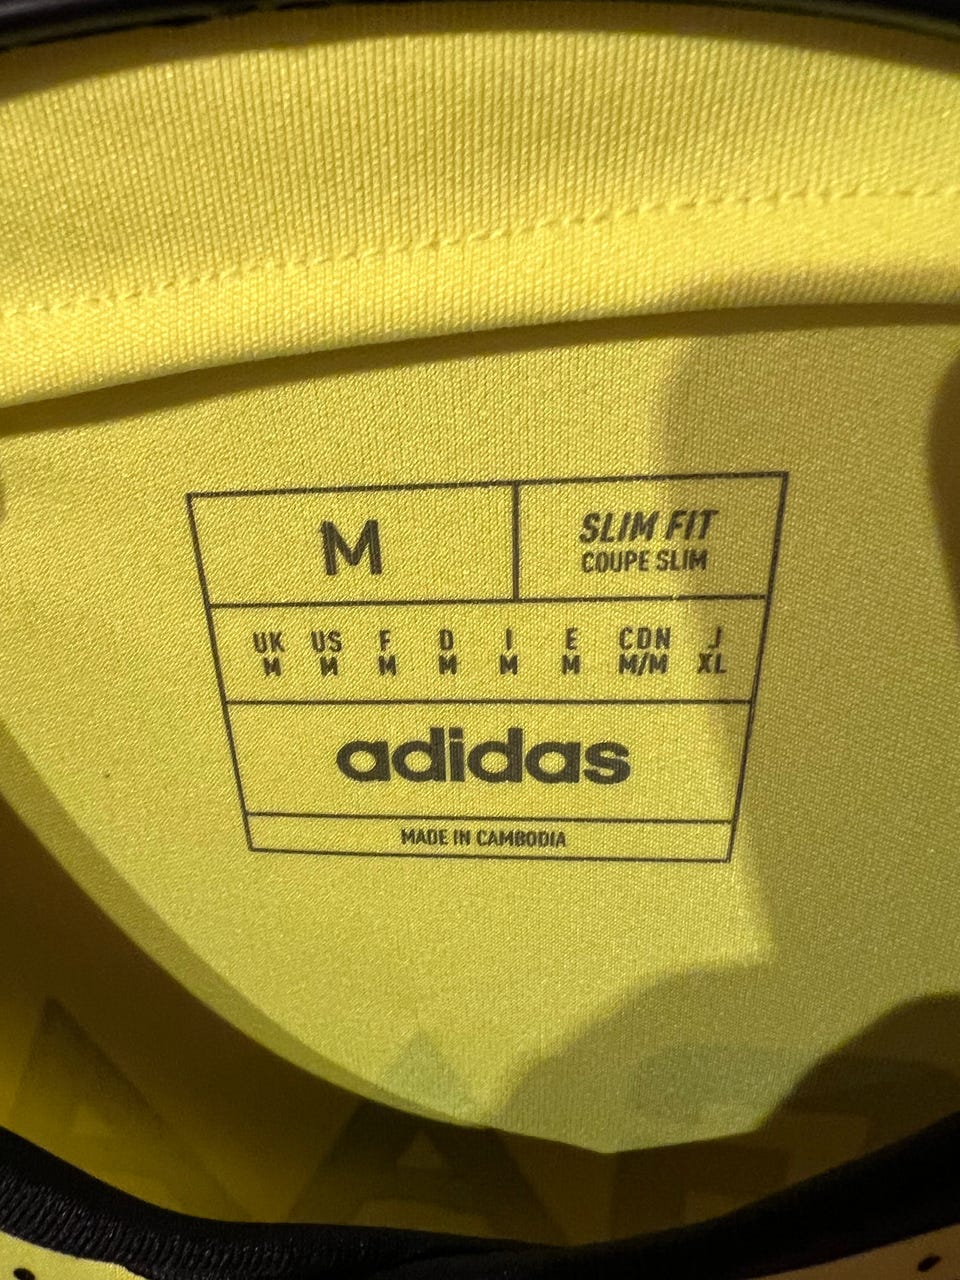 M
SLIM FIT
COUPE SLIM
UK US F D I E CDN J
M M M M M M M/M XL
adidas
MADE IN CAMBODIA